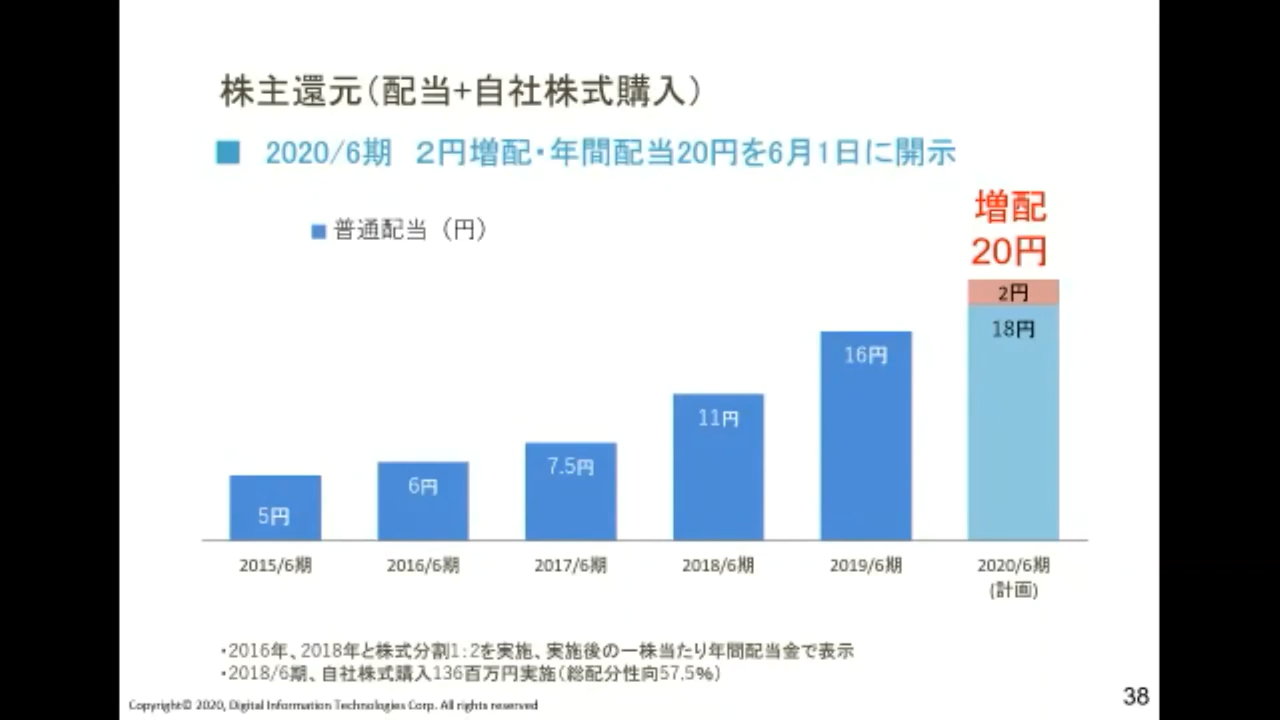 株主還元(配当+自社株式購入)
■ 2020/6期 2円増配・年間配当20円を6月1日に開示
増配
20円
■普通配当(円)
2円
18円
16円
11円
7.5円
6円
5円
2015/6期 2016/6期 2017/6期 2018/6期 2019/6期 2020/6期
(計画)
・2016年、2018年と株式分割1:2を実施、実施後の一株当たり年間配当金で表示
・2018/6期、自社株式購入136百万円実施(総配分性向57.5%)
Copyright© 2020, Digital Information Technologies Corp. All rights reserved
38